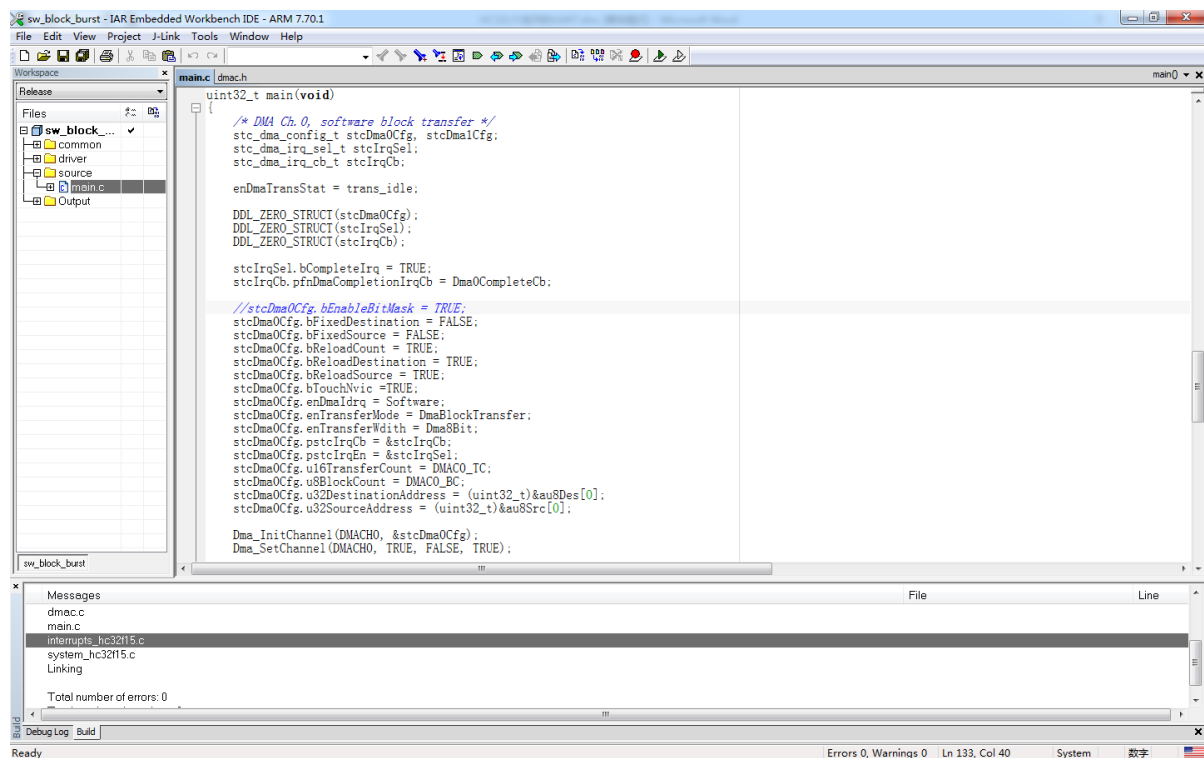 sw_block_burst - IAR Embedded Workbench IDE - ARM 7.70.1
File Edit View Project J-Link Tools Window Help
Workspace
main.c dmac.h
main()
Release
Files
sw_block_...
common
driver
source
main.c
Output
sw_block_burst
uint32_t main(void)
{
/* DMA Ch.0, software block transfer */
stc_dma_config_t stcDma0Cfg, stcDma1Cfg;
stc_dma_irq_sel_t stcIrqSel;
stc_dma_irq_cb_t stcIrqCb;
enDmaTransStat = trans_idle;
DDL_ZERO_STRUCT(stcDma0Cfg);
DDL_ZERO_STRUCT(stcIrqSel);
DDL_ZERO_STRUCT(stcIrqCb);
stcIrqSel.bCompleteIrq = TRUE;
stcIrqCb.pfnDmaCompletionIrqCb = Dma0CompleteCb;
//stcDma0Cfg.bEnableBitMask = TRUE;
stcDma0Cfg.bFixedDestination = FALSE;
stcDma0Cfg.bFixedSource = FALSE;
stcDma0Cfg.bReloadCount = TRUE;
stcDma0Cfg.bReloadDestination = TRUE;
stcDma0Cfg.bReloadSource = TRUE;
stcDma0Cfg.bTouchNvic =TRUE;
stcDma0Cfg.enDmaIdrq = Software;
stcDma0Cfg.enTransferMode = DmaBlockTransfer;
stcDma0Cfg.enTransferWdith = Dma8Bit;
stcDma0Cfg.pstcIrqCb = &stcIrqCb;
stcDma0Cfg.pstcIrqEn = &stcIrqSel;
stcDma0Cfg.u16TransferCount = DMAC0_TC;
stcDma0Cfg.u8BlockCount = DMAC0_BC;
stcDma0Cfg.u32DestinationAddress = (uint32_t)&au8Des[0];
stcDma0Cfg.u32SourceAddress = (uint32_t)&au8Src[0];
Dma_InitChannel(DMACH0, &stcDma0Cfg);
Dma_SetChannel(DMACH0, TRUE, FALSE, TRUE);
Messages File Line
dmac.c
main.c
interrupts_hc32f15.c
system_hc32f15.c
Linking
Total number of errors: 0
Build
Debug Log Build
Ready Errors 0, Warnings 0 Ln 133, Col 40 System 数字